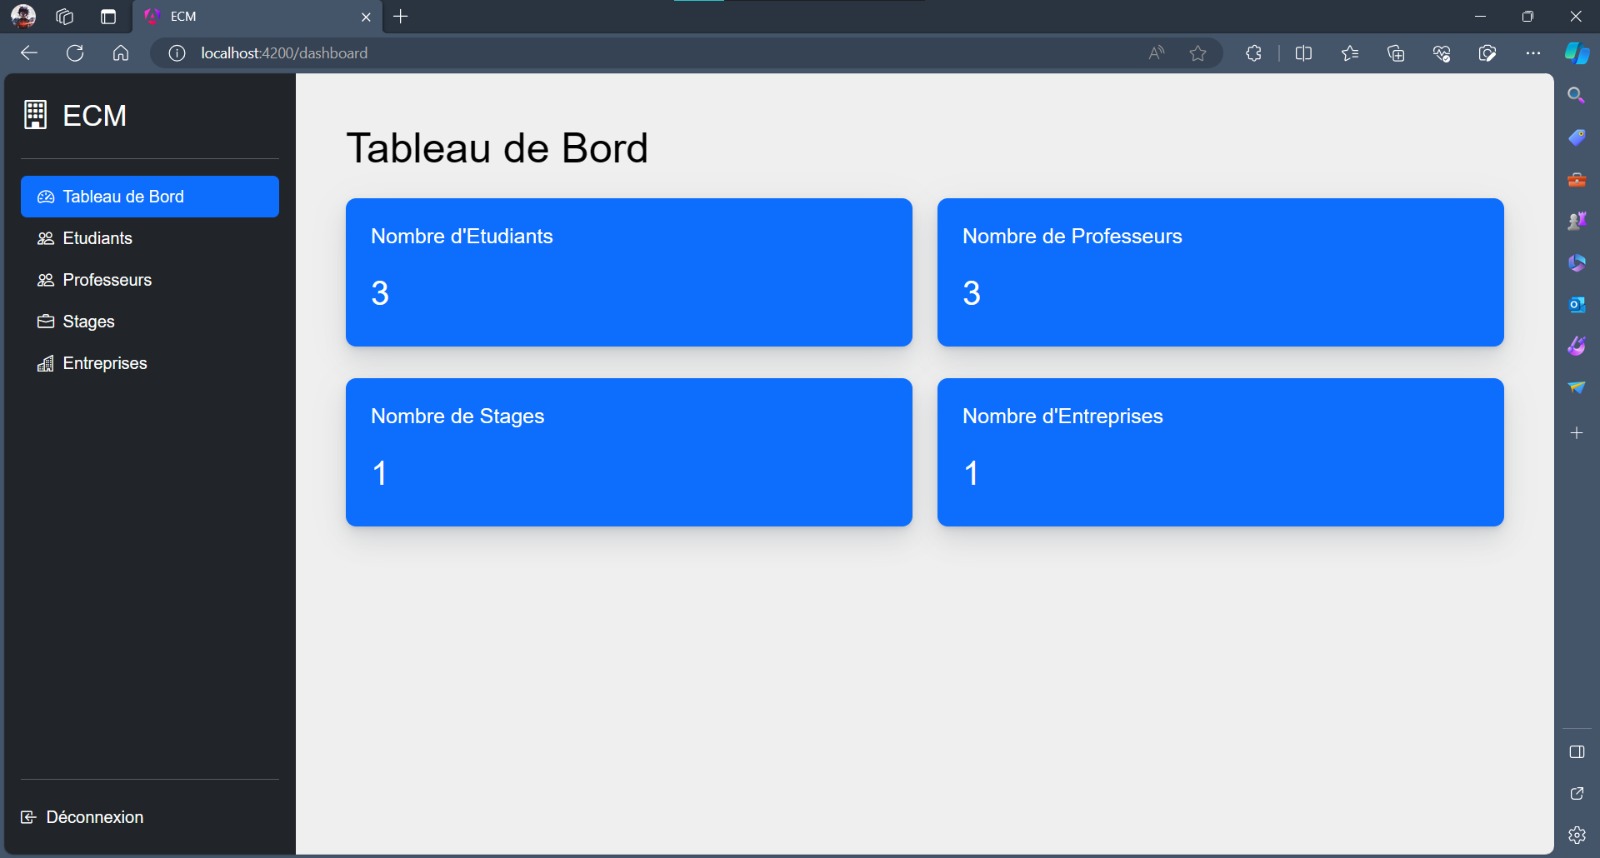 ECM
localhost:4200/dashboard
ECM
Tableau de Bord
Etudiants
Professeurs
Stages
Entreprises
Déconnexion
Tableau de Bord
Nombre d'Etudiants
3
Nombre de Professeurs
3
Nombre de Stages
1
Nombre d'Entreprises
1